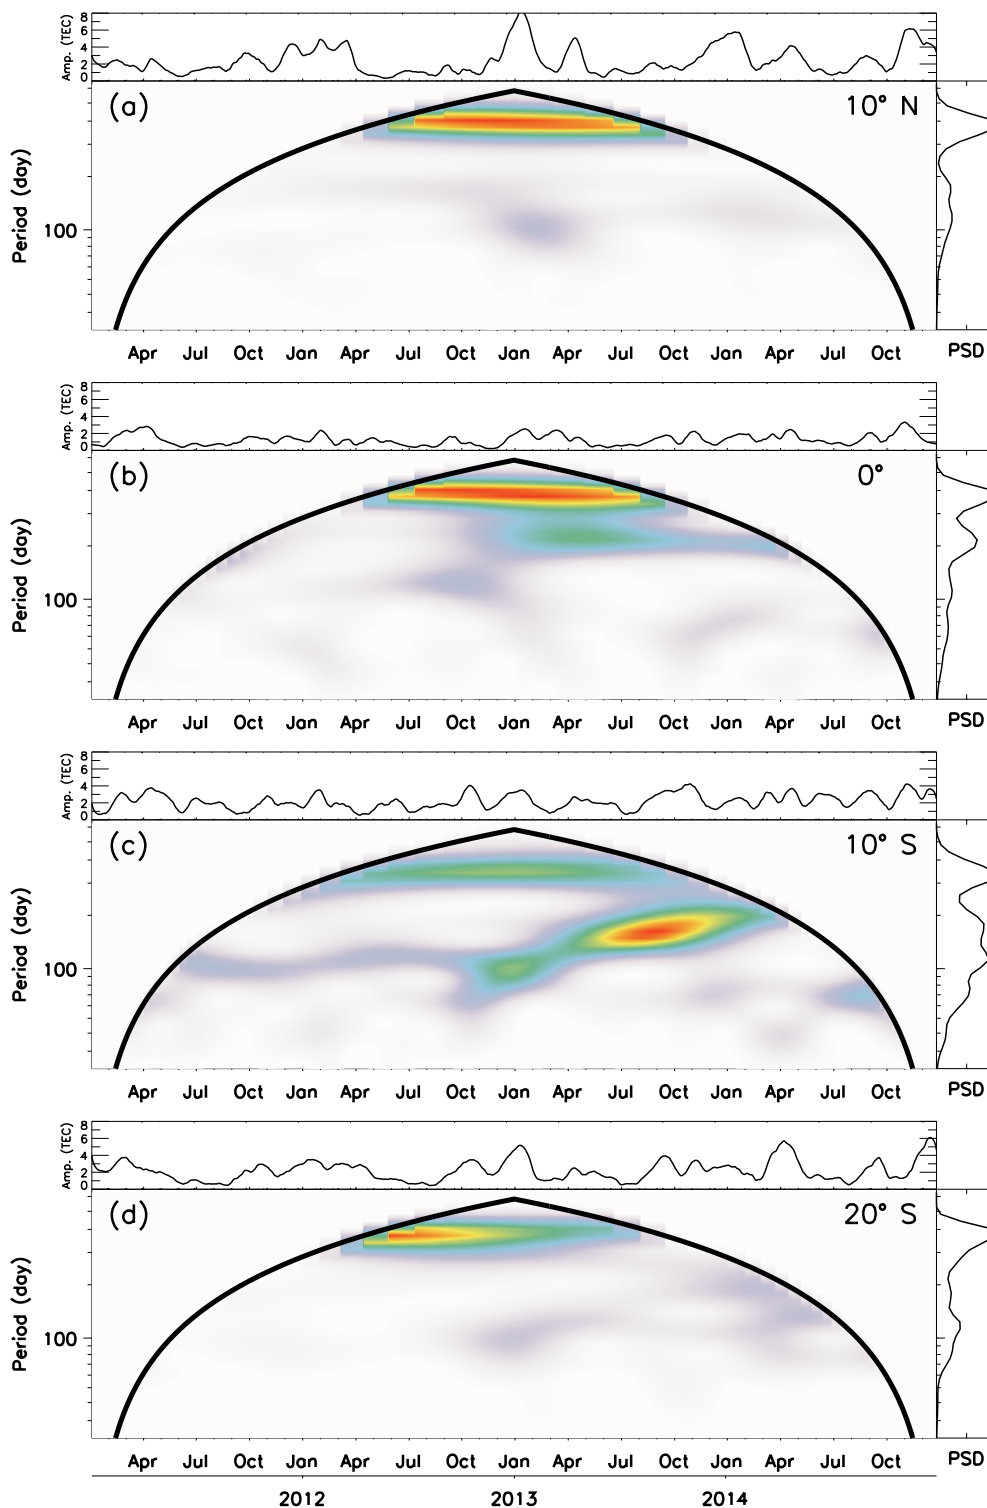 8
6
4
2
0
Amp. (TEC)
(a)
10° N
Period (day)
100
Apr Jul Oct Jan Apr Jul Oct Jan Apr Jul Oct Jan Apr Jul Oct PSD
8
6
4
2
0
Amp. (TEC)
(b)
0°
Period (day)
100
Apr Jul Oct Jan Apr Jul Oct Jan Apr Jul Oct Jan Apr Jul Oct PSD
8
6
4
2
0
Amp. (TEC)
(c)
10° S
Period (day)
100
Apr Jul Oct Jan Apr Jul Oct Jan Apr Jul Oct Jan Apr Jul Oct PSD
8
6
4
2
0
Amp. (TEC)
(d)
20° S
Period (day)
100
Apr Jul Oct Jan Apr Jul Oct Jan Apr Jul Oct Jan Apr Jul Oct PSD
2012 2013 2014